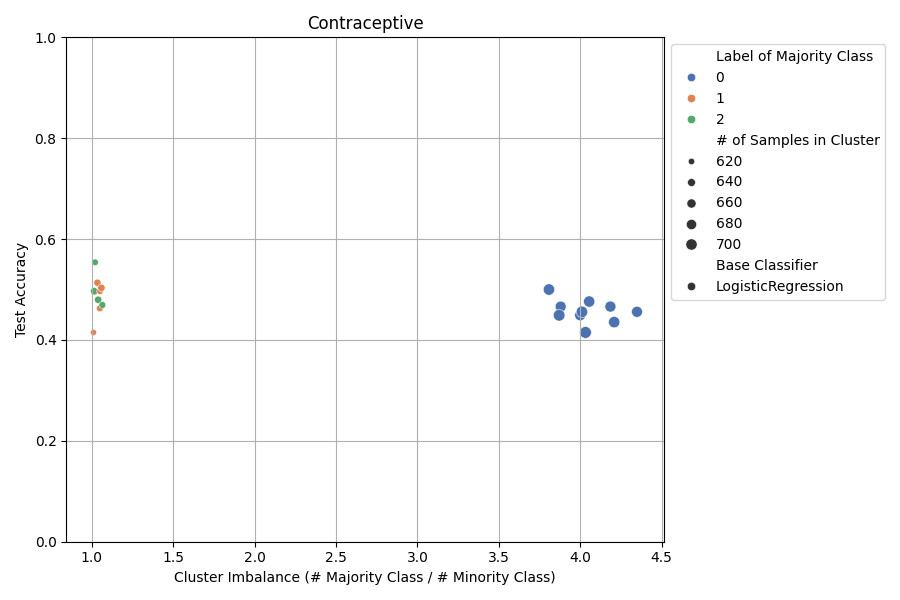 Contraceptive
1.0
0.8
0.6
0.4
0.2
0.0
Test Accuracy
1.0 1.5 2.0 2.5 3.0 3.5 4.0 4.5
Cluster Imbalance (# Majority Class / # Minority Class)
Label of Majority Class
0
1
2
# of Samples in Cluster
620
640
660
680
700
Base Classifier
LogisticRegression